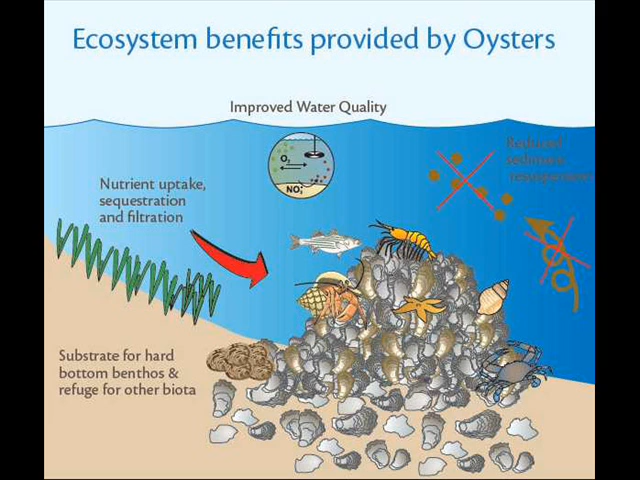 Ecosystem benefits provided by Oysters
Improved Water Quality
Reduced
sediment
resuspension
O₂
NO₃⁻
Nutrient uptake,
sequestration
and filtration
Substrate for hard
bottom benthos &
refuge for other biota